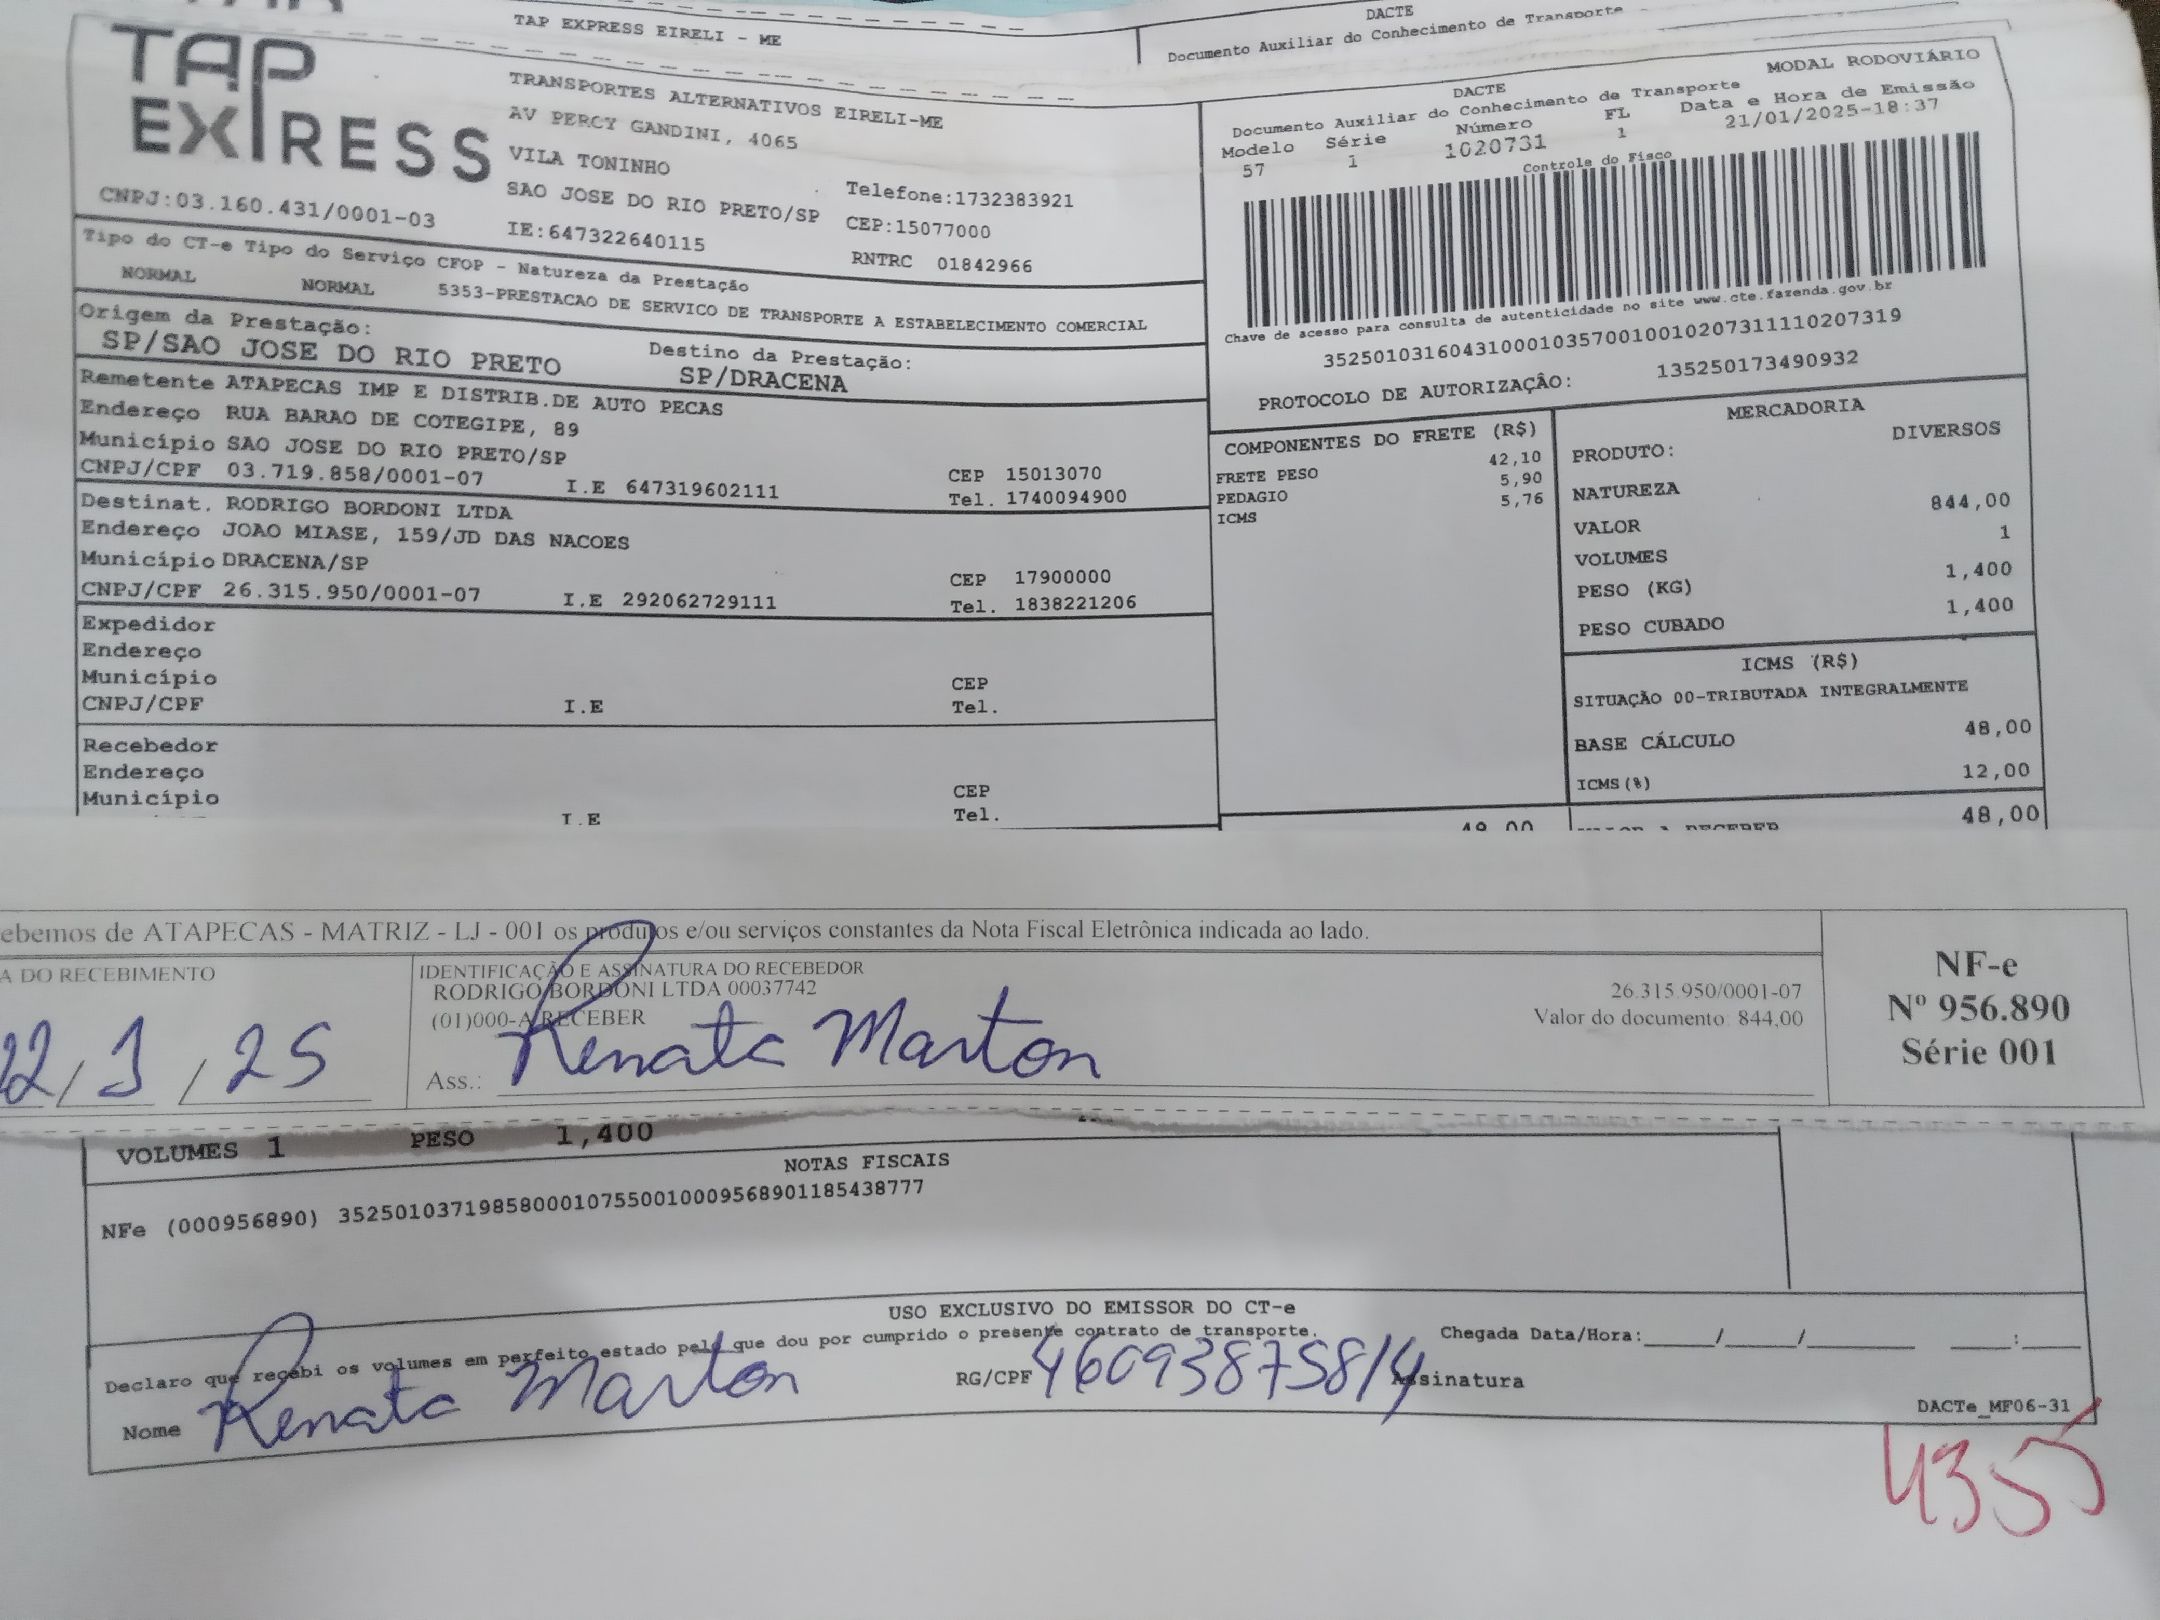 TAP EXPRESS EIRELI - ME
DACTE
Documento Auxiliar do Conhecimento de Transporte
TAP EXPRESS
CNPJ:03.160.431/0001-03
TRANSPORTES ALTERNATIVOS EIRELI-ME
AV PERCY GANDINI, 4065
VILA TONINHO
SAO JOSE DO RIO PRETO/SP
IE:647322640115
Telefone:1732383921
CEP:15077000
RNTRC 01842966
MODAL RODOVIÁRIO
DACTE
Documento Auxiliar do Conhecimento de Transporte
Modelo Série Número FL Data e Hora de Emissão
57 1 1020731 1 21/01/2025-18:37
Controle do Fisco
Chave de acesso para consulta de autenticidade no site www.cte.fazenda.gov.br
35250103160431000103570010010207311110207319
PROTOCOLO DE AUTORIZAÇÂO: 135250173490932
Tipo do CT-e Tipo do Serviço CFOP - Natureza da Prestação
NORMAL NORMAL 5353-PRESTACAO DE SERVICO DE TRANSPORTE A ESTABELECIMENTO COMERCIAL
Origem da Prestação: Destino da Prestação:
SP/SAO JOSE DO RIO PRETO SP/DRACENA
Remetente ATAPECAS IMP E DISTRIB.DE AUTO PECAS
Endereço RUA BARAO DE COTEGIPE, 89
Município SAO JOSE DO RIO PRETO/SP CEP 15013070
CNPJ/CPF 03.719.858/0001-07 I.E 647319602111 Tel. 1740094900
Destinat. RODRIGO BORDONI LTDA
Endereço JOAO MIASE, 159/JD DAS NACOES
Município DRACENA/SP CEP 17900000
CNPJ/CPF 26.315.950/0001-07 I.E 292062729111 Tel. 1838221206
Expedidor
Endereço
Município CEP
CNPJ/CPF I.E Tel.
Recebedor
Endereço
Município CEP
I.E Tel.
COMPONENTES DO FRETE (R$)
FRETE PESO 42,10
PEDAGIO 5,90
ICMS 5,76
48,00
MERCADORIA
PRODUTO: DIVERSOS
NATUREZA
VALOR 844,00
VOLUMES 1
PESO (KG) 1,400
PESO CUBADO 1,400
ICMS (R$)
SITUAÇÃO 00-TRIBUTADA INTEGRALMENTE
BASE CÁLCULO 48,00
ICMS(%) 12,00
VALOR A RECEBER 48,00
ebemos de ATAPECAS - MATRIZ - LJ - 001 os produtos e/ou serviços constantes da Nota Fiscal Eletrônica indicada ao lado.
A DO RECEBIMENTO
22/1/25
IDENTIFICAÇÃO E ASSINATURA DO RECEBEDOR
RODRIGO BORDONI LTDA 00037742 26.315.950/0001-07
(01)000-A RECEBER Valor do documento: 844,00
Ass.: Renata Marton
NF-e
Nº 956.890
Série 001
VOLUMES 1 PESO 1,400
NOTAS FISCAIS
NFe (000956890) 35250103719858000107550010009568901185438777
USO EXCLUSIVO DO EMISSOR DO CT-e
Declaro que recebi os volumes em perfeito estado pelo que dou por cumprido o presente contrato de transporte. Chegada Data/Hora:____/____/______ ___:___
Nome Renata Marton RG/CPF 460938758/4 Assinatura
DACTe_MF06-31
4355